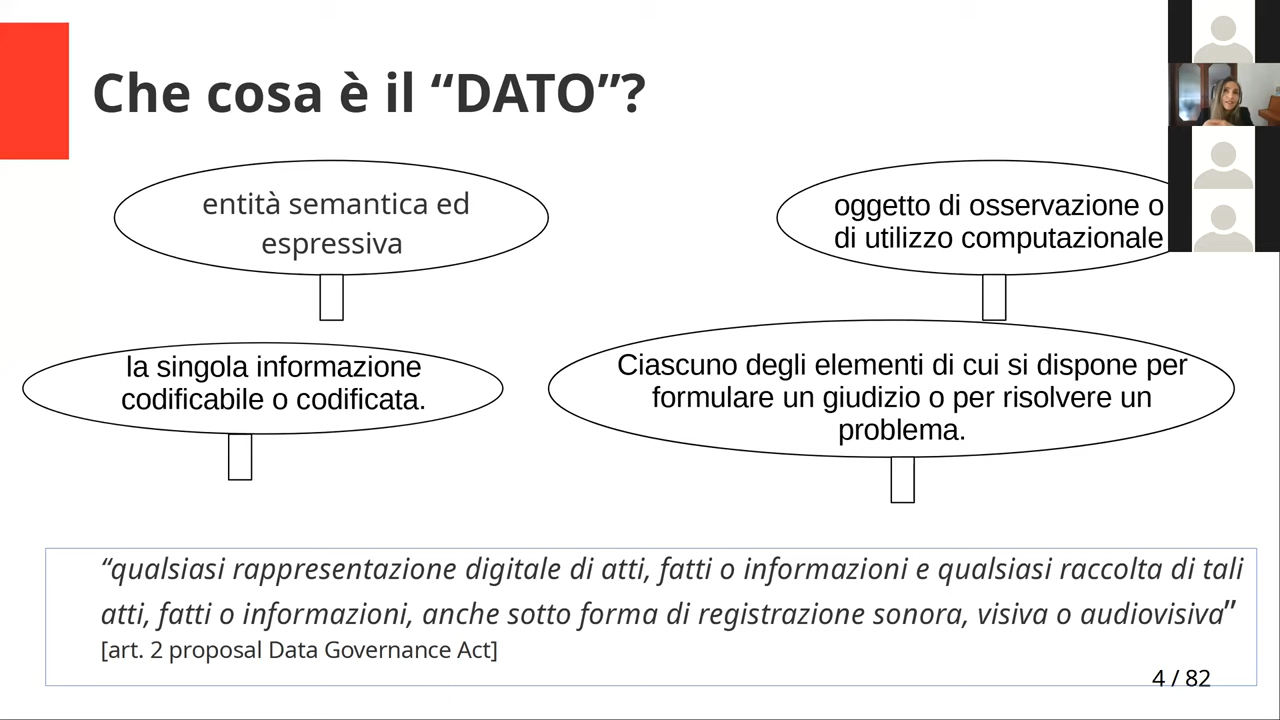 Che cosa è il “DATO”?
entità semantica ed
espressiva
oggetto di osservazione o
di utilizzo computazionale
la singola informazione
codificabile o codificata.
Ciascuno degli elementi di cui si dispone per
formulare un giudizio o per risolvere un
problema.
“qualsiasi rappresentazione digitale di atti, fatti o informazioni e qualsiasi raccolta di tali
atti, fatti o informazioni, anche sotto forma di registrazione sonora, visiva o audiovisiva”
[art. 2 proposal Data Governance Act]
4 / 82